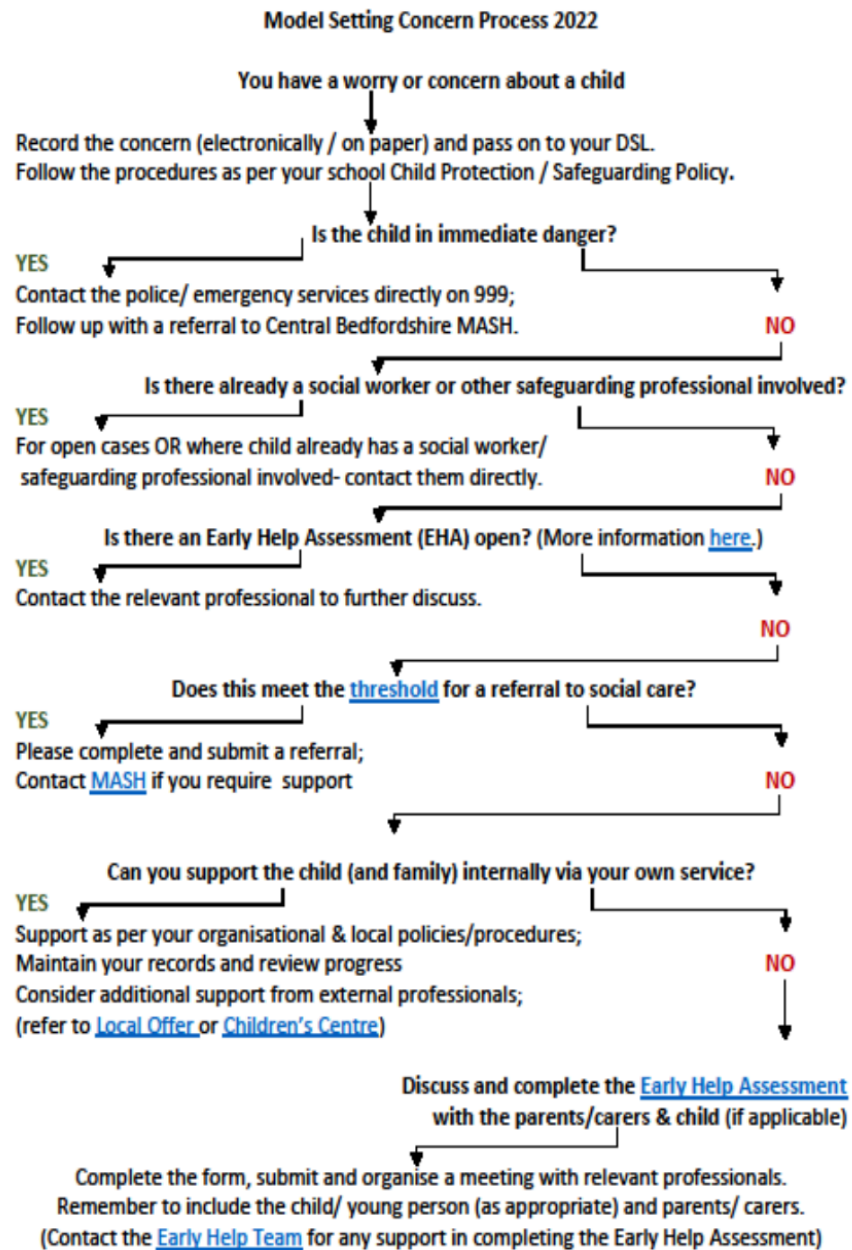 Model Setting Concern Process 2022
You have a worry or concern about a child
Record the concern (electronically / on paper) and pass on to your DSL.
Follow the procedures as per your school Child Protection / Safeguarding Policy.
Is the child in immediate danger?
YES
Contact the police/ emergency services directly on 999;
Follow up with a referral to Central Bedfordshire MASH.
NO
Is there already a social worker or other safeguarding professional involved?
YES
For open cases OR where child already has a social worker/
safeguarding professional involved- contact them directly.
NO
Is there an Early Help Assessment (EHA) open? (More information here.)
YES
Contact the relevant professional to further discuss.
NO
Does this meet the threshold for a referral to social care?
YES
Please complete and submit a referral;
Contact MASH if you require support
NO
Can you support the child (and family) internally via your own service?
YES
Support as per your organisational & local policies/procedures;
Maintain your records and review progress
NO
Consider additional support from external professionals;
(refer to Local Offer or Children's Centre)
Discuss and complete the Early Help Assessment
with the parents/carers & child (if applicable)
Complete the form, submit and organise a meeting with relevant professionals.
Remember to include the child/ young person (as appropriate) and parents/ carers.
(Contact the Early Help Team for any support in completing the Early Help Assessment)